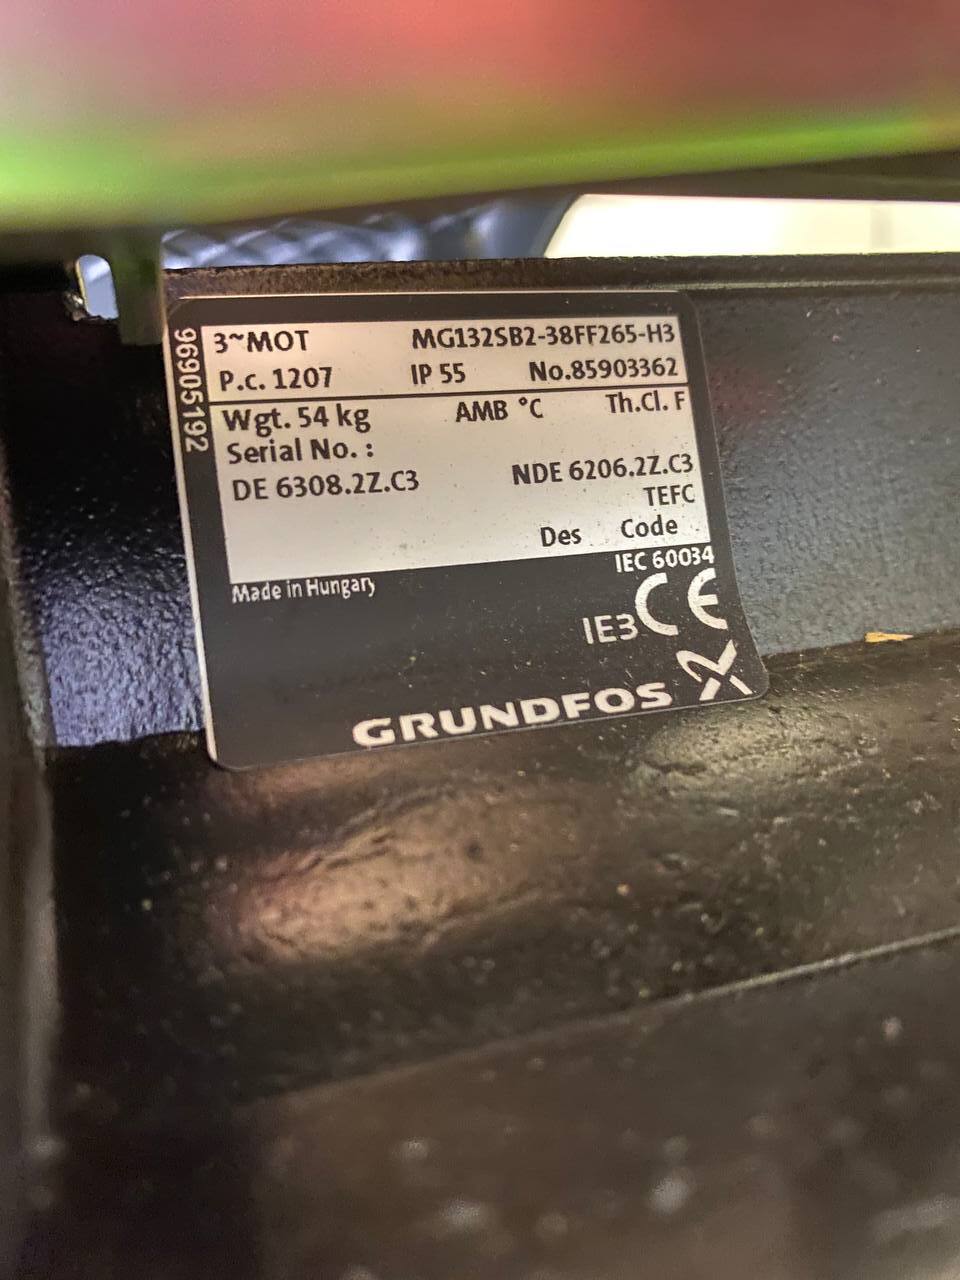 96905192
3~MOT MG132SB2-38FF265-H3
P.c. 1207 IP 55 No.85903362
Wgt. 54 kg AMB °C Th.Cl. F
Serial No. :
DE 6308.2Z.C3 NDE 6206.2Z.C3
TEFC
Des Code
IEC 60034
Made in Hungary
IE3 CE
GRUNDFOS